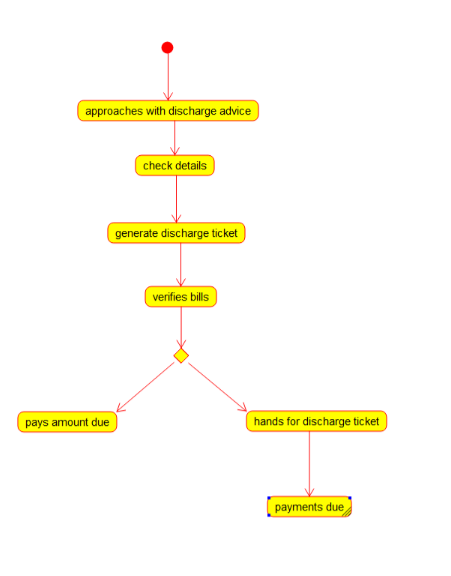 approaches with discharge advice
check details
generate discharge ticket
verifies bills
pays amount due
hands for discharge ticket
payments due